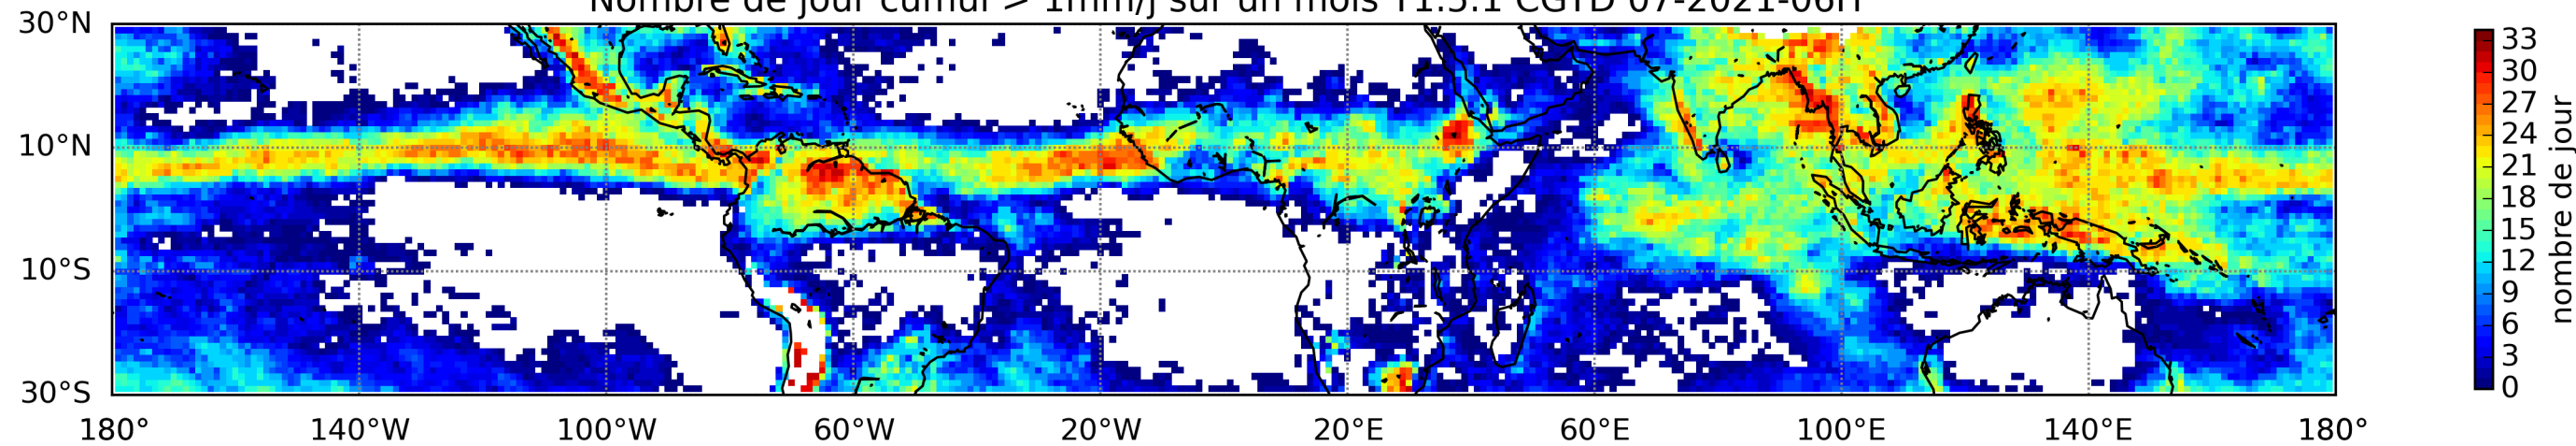 Nombre de jour cumul > 1mm/j sur un mois T1.5.1 CGTD 07-2021-06H
30°N
10°N
10°S
30°S
180° 140°W 100°W 60°W 20°W 20°E 60°E 100°E 140°E 180°
33
30
27
24
21
18
15
12
9
6
3
0
nombre de jour